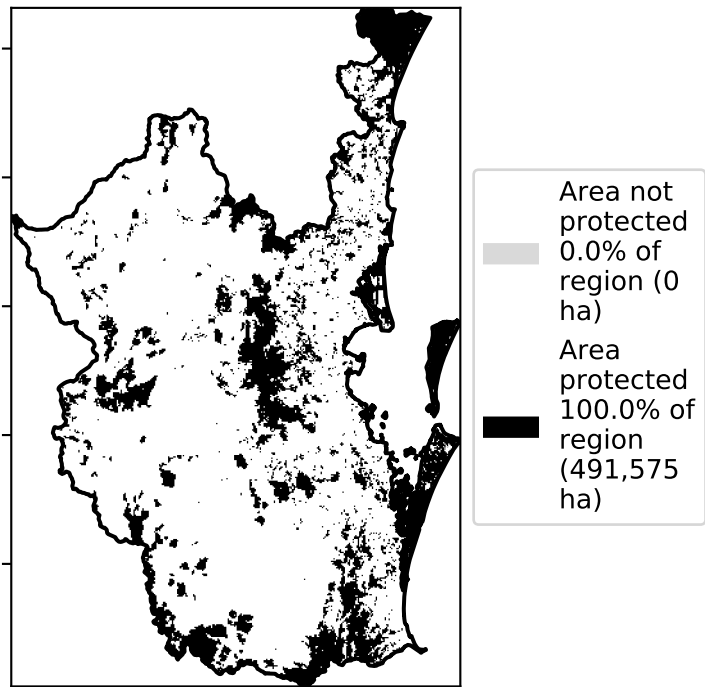 Area not
protected
0.0% of
region (0
ha)
Area
protected
100.0% of
region
(491,575
ha)